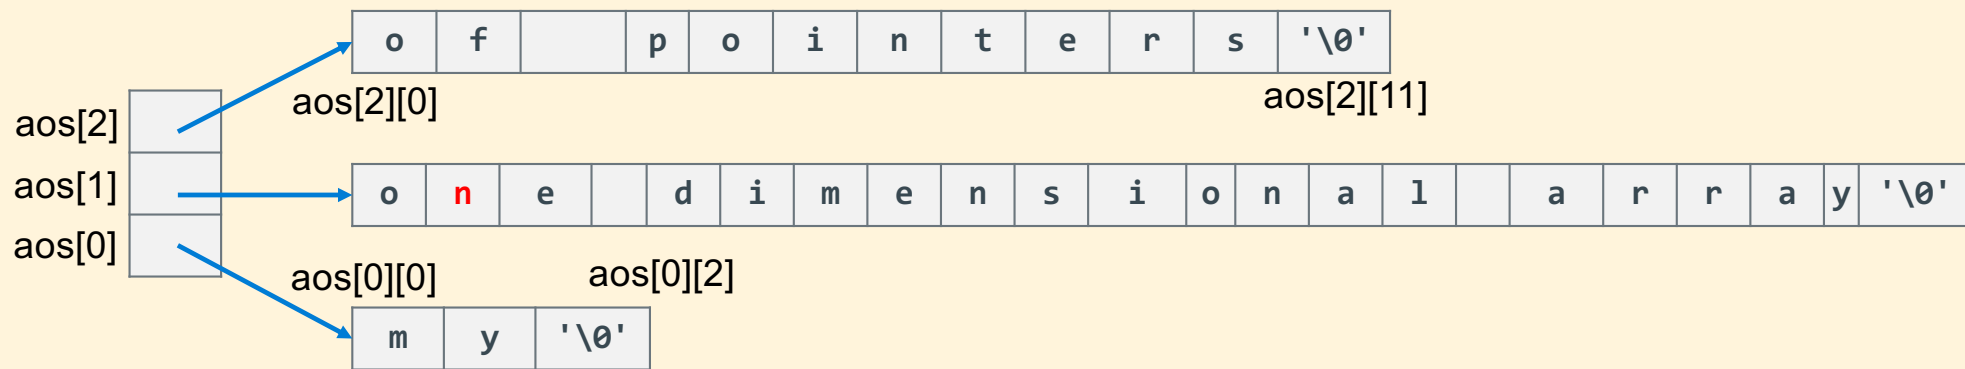 o f p o i n t e r s '\0'
aos[2][0] aos[2][11]
aos[2]
aos[1] o n e d i m e n s i o n a l a r r a y '\0'
aos[0]
aos[0][0] aos[0][2]
m y '\0'